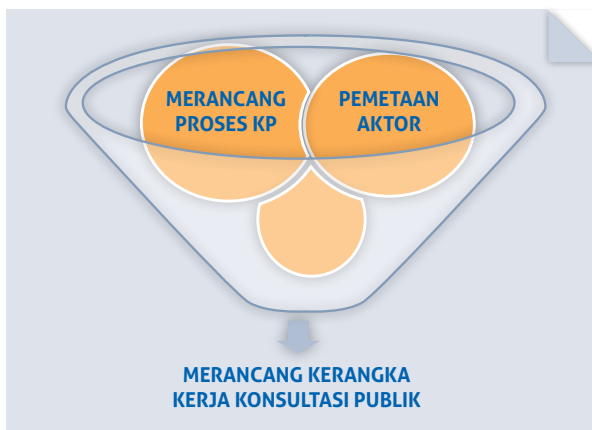 MERANCANG
PROSES KP
PEMETAAN
AKTOR
MERANCANG KERANGKA
KERJA KONSULTASI PUBLIK